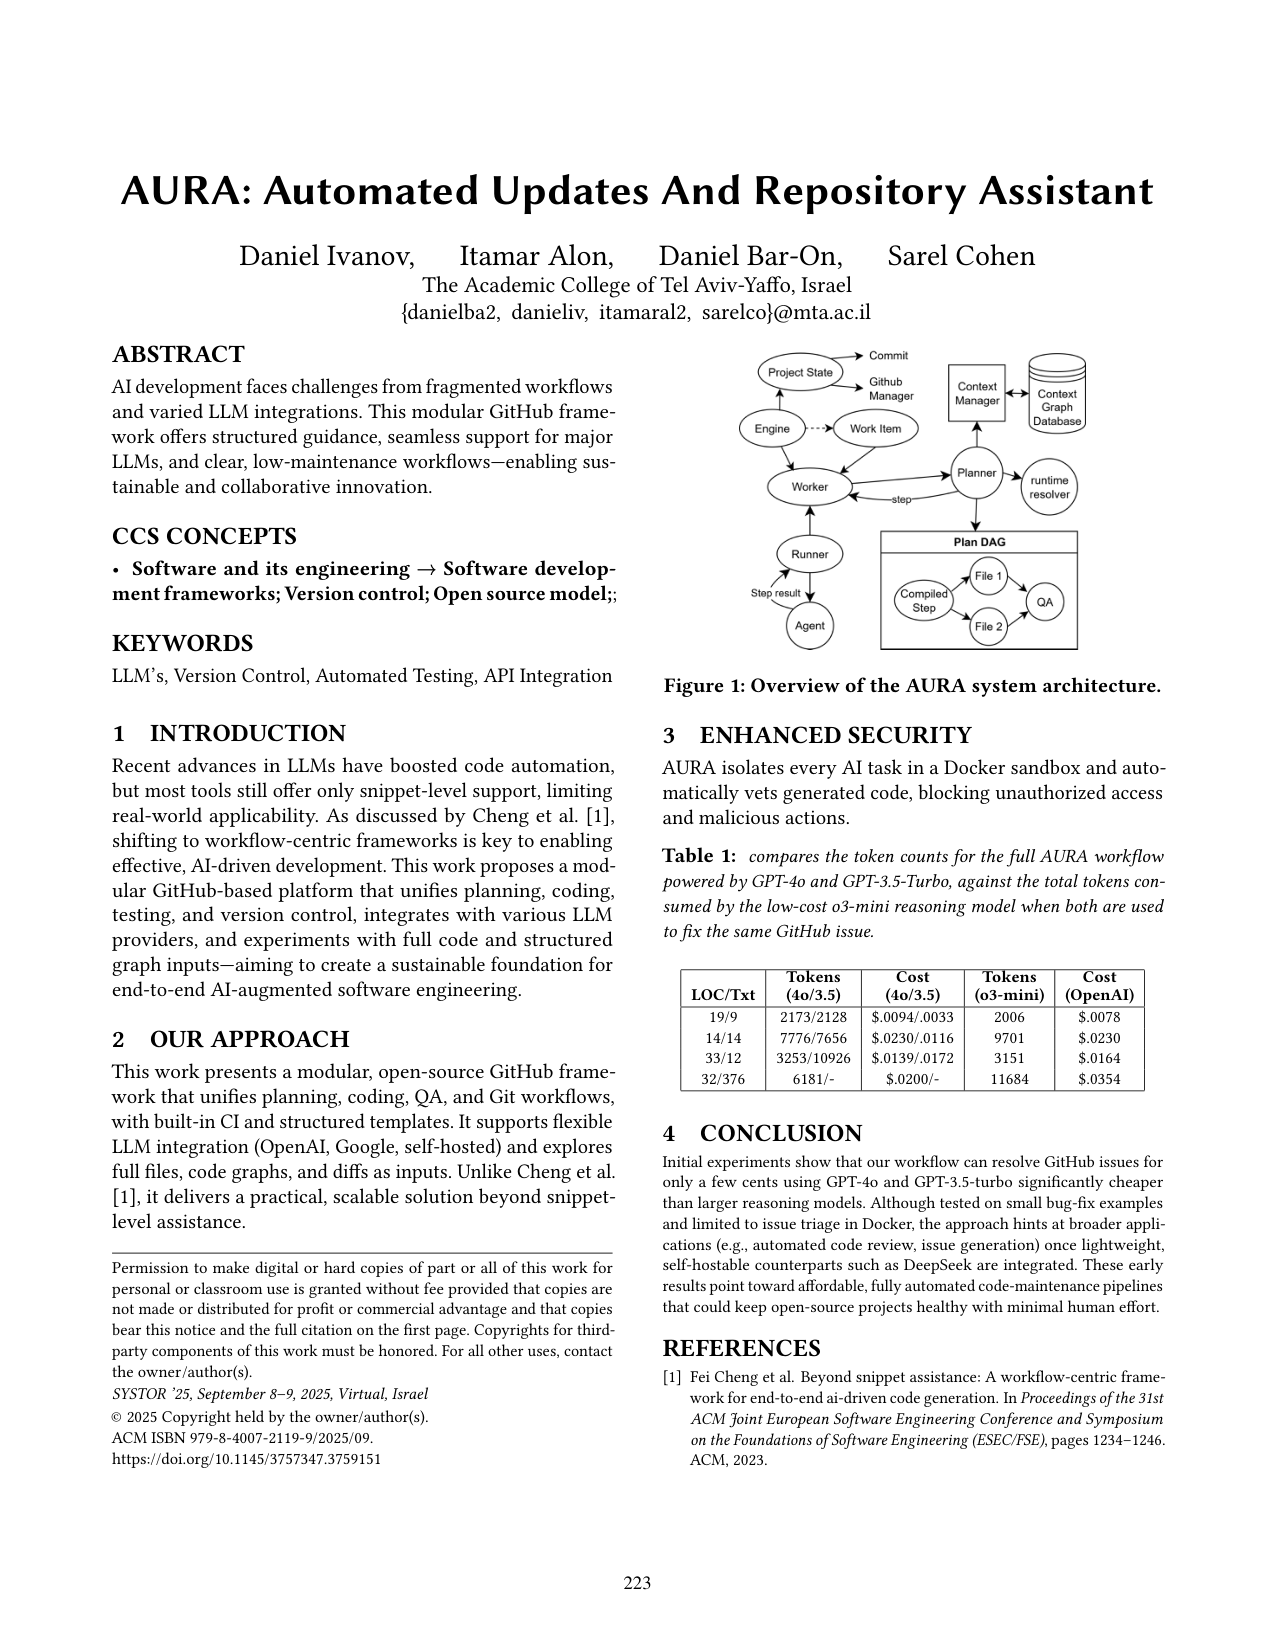 AURA: Automated Updates And Repository Assistant
Daniel Ivanov, Itamar Alon, Daniel Bar-On, Sarel Cohen
The Academic College of Tel Aviv-Yaffo, Israel
{danielba2, danieliv, itamaral2, sarelco}@mta.ac.il
ABSTRACT
AI development faces challenges from fragmented workflows
and varied LLM integrations. This modular GitHub frame-
work offers structured guidance, seamless support for major
LLMs, and clear, low-maintenance workflows—enabling sus-
tainable and collaborative innovation.
CCS CONCEPTS
• Software and its engineering → Software develop-
ment frameworks; Version control; Open source model;;
KEYWORDS
LLM's, Version Control, Automated Testing, API Integration
1 INTRODUCTION
Recent advances in LLMs have boosted code automation,
but most tools still offer only snippet-level support, limiting
real-world applicability. As discussed by Cheng et al. [1],
shifting to workflow-centric frameworks is key to enabling
effective, AI-driven development. This work proposes a mod-
ular GitHub-based platform that unifies planning, coding,
testing, and version control, integrates with various LLM
providers, and experiments with full code and structured
graph inputs—aiming to create a sustainable foundation for
end-to-end AI-augmented software engineering.
2 OUR APPROACH
This work presents a modular, open-source GitHub frame-
work that unifies planning, coding, QA, and Git workflows,
with built-in CI and structured templates. It supports flexible
LLM integration (OpenAI, Google, self-hosted) and explores
full files, code graphs, and diffs as inputs. Unlike Cheng et al.
[1], it delivers a practical, scalable solution beyond snippet-
level assistance.
Permission to make digital or hard copies of part or all of this work for
personal or classroom use is granted without fee provided that copies are
not made or distributed for profit or commercial advantage and that copies
bear this notice and the full citation on the first page. Copyrights for third-
party components of this work must be honored. For all other uses, contact
the owner/author(s).
SYSTOR '25, September 8–9, 2025, Virtual, Israel
© 2025 Copyright held by the owner/author(s).
ACM ISBN 979-8-4007-2119-9/2025/09.
https://doi.org/10.1145/3757347.3759151
Project State
Commit
Github
Manager
Engine
Work Item
Worker
Context
Manager
Context
Graph
Database
Planner
runtime
resolver
step
Runner
Step result
Agent
Plan DAG
Compiled
Step
File 1
File 2
QA
Figure 1: Overview of the AURA system architecture.
3 ENHANCED SECURITY
AURA isolates every AI task in a Docker sandbox and auto-
matically vets generated code, blocking unauthorized access
and malicious actions.
Table 1: compares the token counts for the full AURA workflow
powered by GPT-4o and GPT-3.5-Turbo, against the total tokens con-
sumed by the low-cost o3-mini reasoning model when both are used
to fix the same GitHub issue.
Tokens Cost Tokens Cost
LOC/Txt (4o/3.5) (4o/3.5) (o3-mini) (OpenAI)
19/9 2173/2128 $.0094/.0033 2006 $.0078
14/14 7776/7656 $.0230/.0116 9701 $.0230
33/12 3253/10926 $.0139/.0172 3151 $.0164
32/376 6181/- $.0200/- 11684 $.0354
4 CONCLUSION
Initial experiments show that our workflow can resolve GitHub issues for
only a few cents using GPT-4o and GPT-3.5-turbo significantly cheaper
than larger reasoning models. Although tested on small bug-fix examples
and limited to issue triage in Docker, the approach hints at broader appli-
cations (e.g., automated code review, issue generation) once lightweight,
self-hostable counterparts such as DeepSeek are integrated. These early
results point toward affordable, fully automated code-maintenance pipelines
that could keep open-source projects healthy with minimal human effort.
REFERENCES
[1] Fei Cheng et al. Beyond snippet assistance: A workflow-centric frame-
work for end-to-end ai-driven code generation. In Proceedings of the 31st
ACM Joint European Software Engineering Conference and Symposium
on the Foundations of Software Engineering (ESEC/FSE), pages 1234–1246.
ACM, 2023.
223